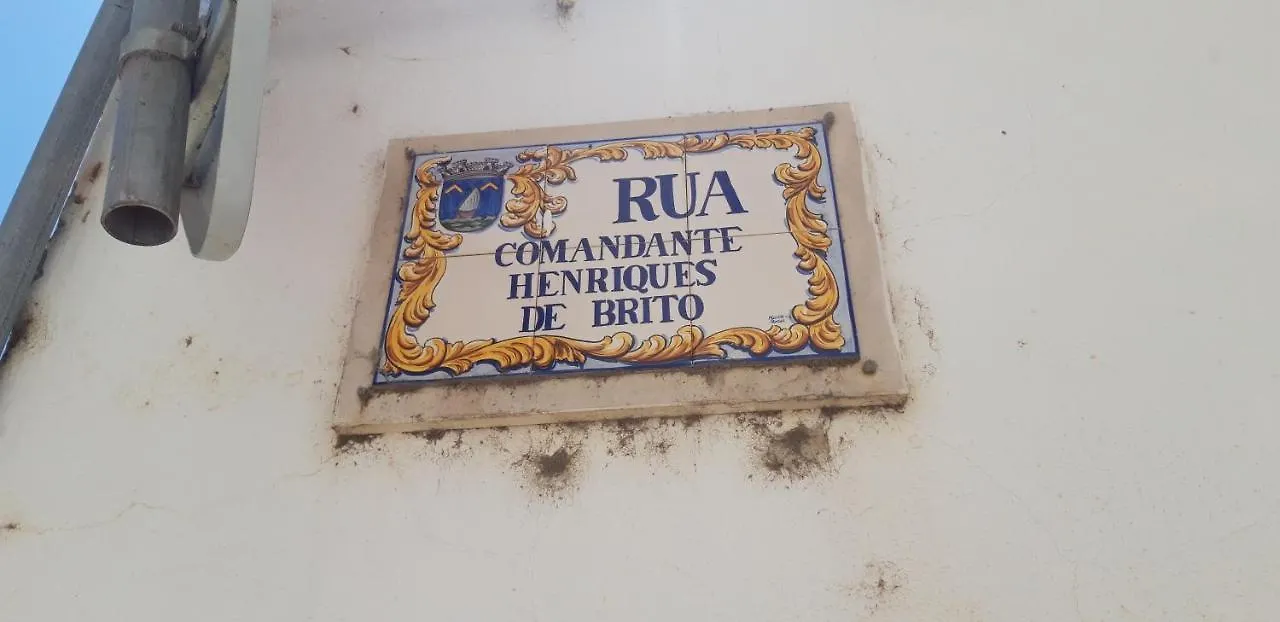 RUA
COMANDANTE
HENRIQUES
DE BRITO